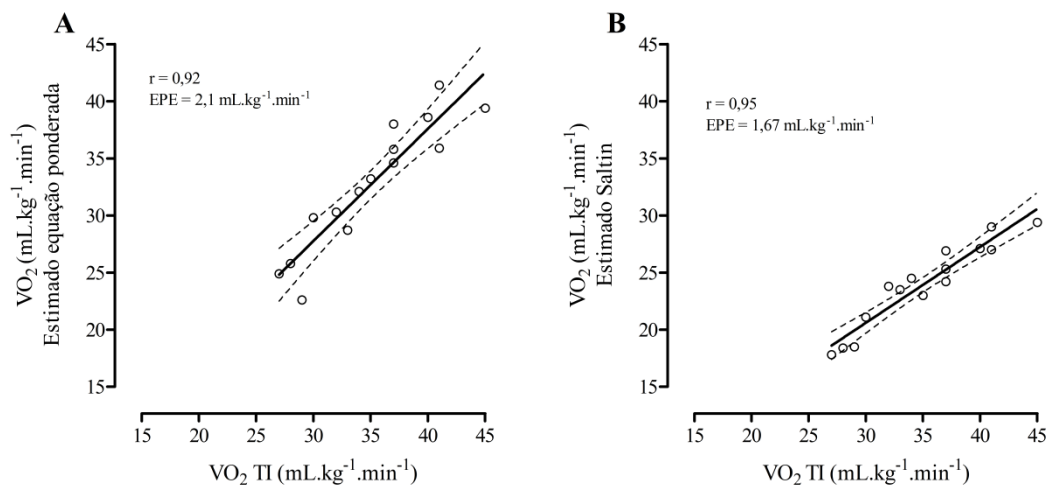 A
VO₂ (mL.kg⁻¹.min⁻¹)
Estimado equação ponderada
45
40
35
30
25
20
15
r = 0,92
EPE = 2,1 mL.kg⁻¹.min⁻¹
15 20 25 30 35 40 45
VO₂ TI (mL.kg⁻¹.min⁻¹)
B
VO₂ (mL.kg⁻¹.min⁻¹)
Estimado Saltin
45
40
35
30
25
20
15
r = 0,95
EPE = 1,67 mL.kg⁻¹.min⁻¹
15 20 25 30 35 40 45
VO₂ TI (mL.kg⁻¹.min⁻¹)